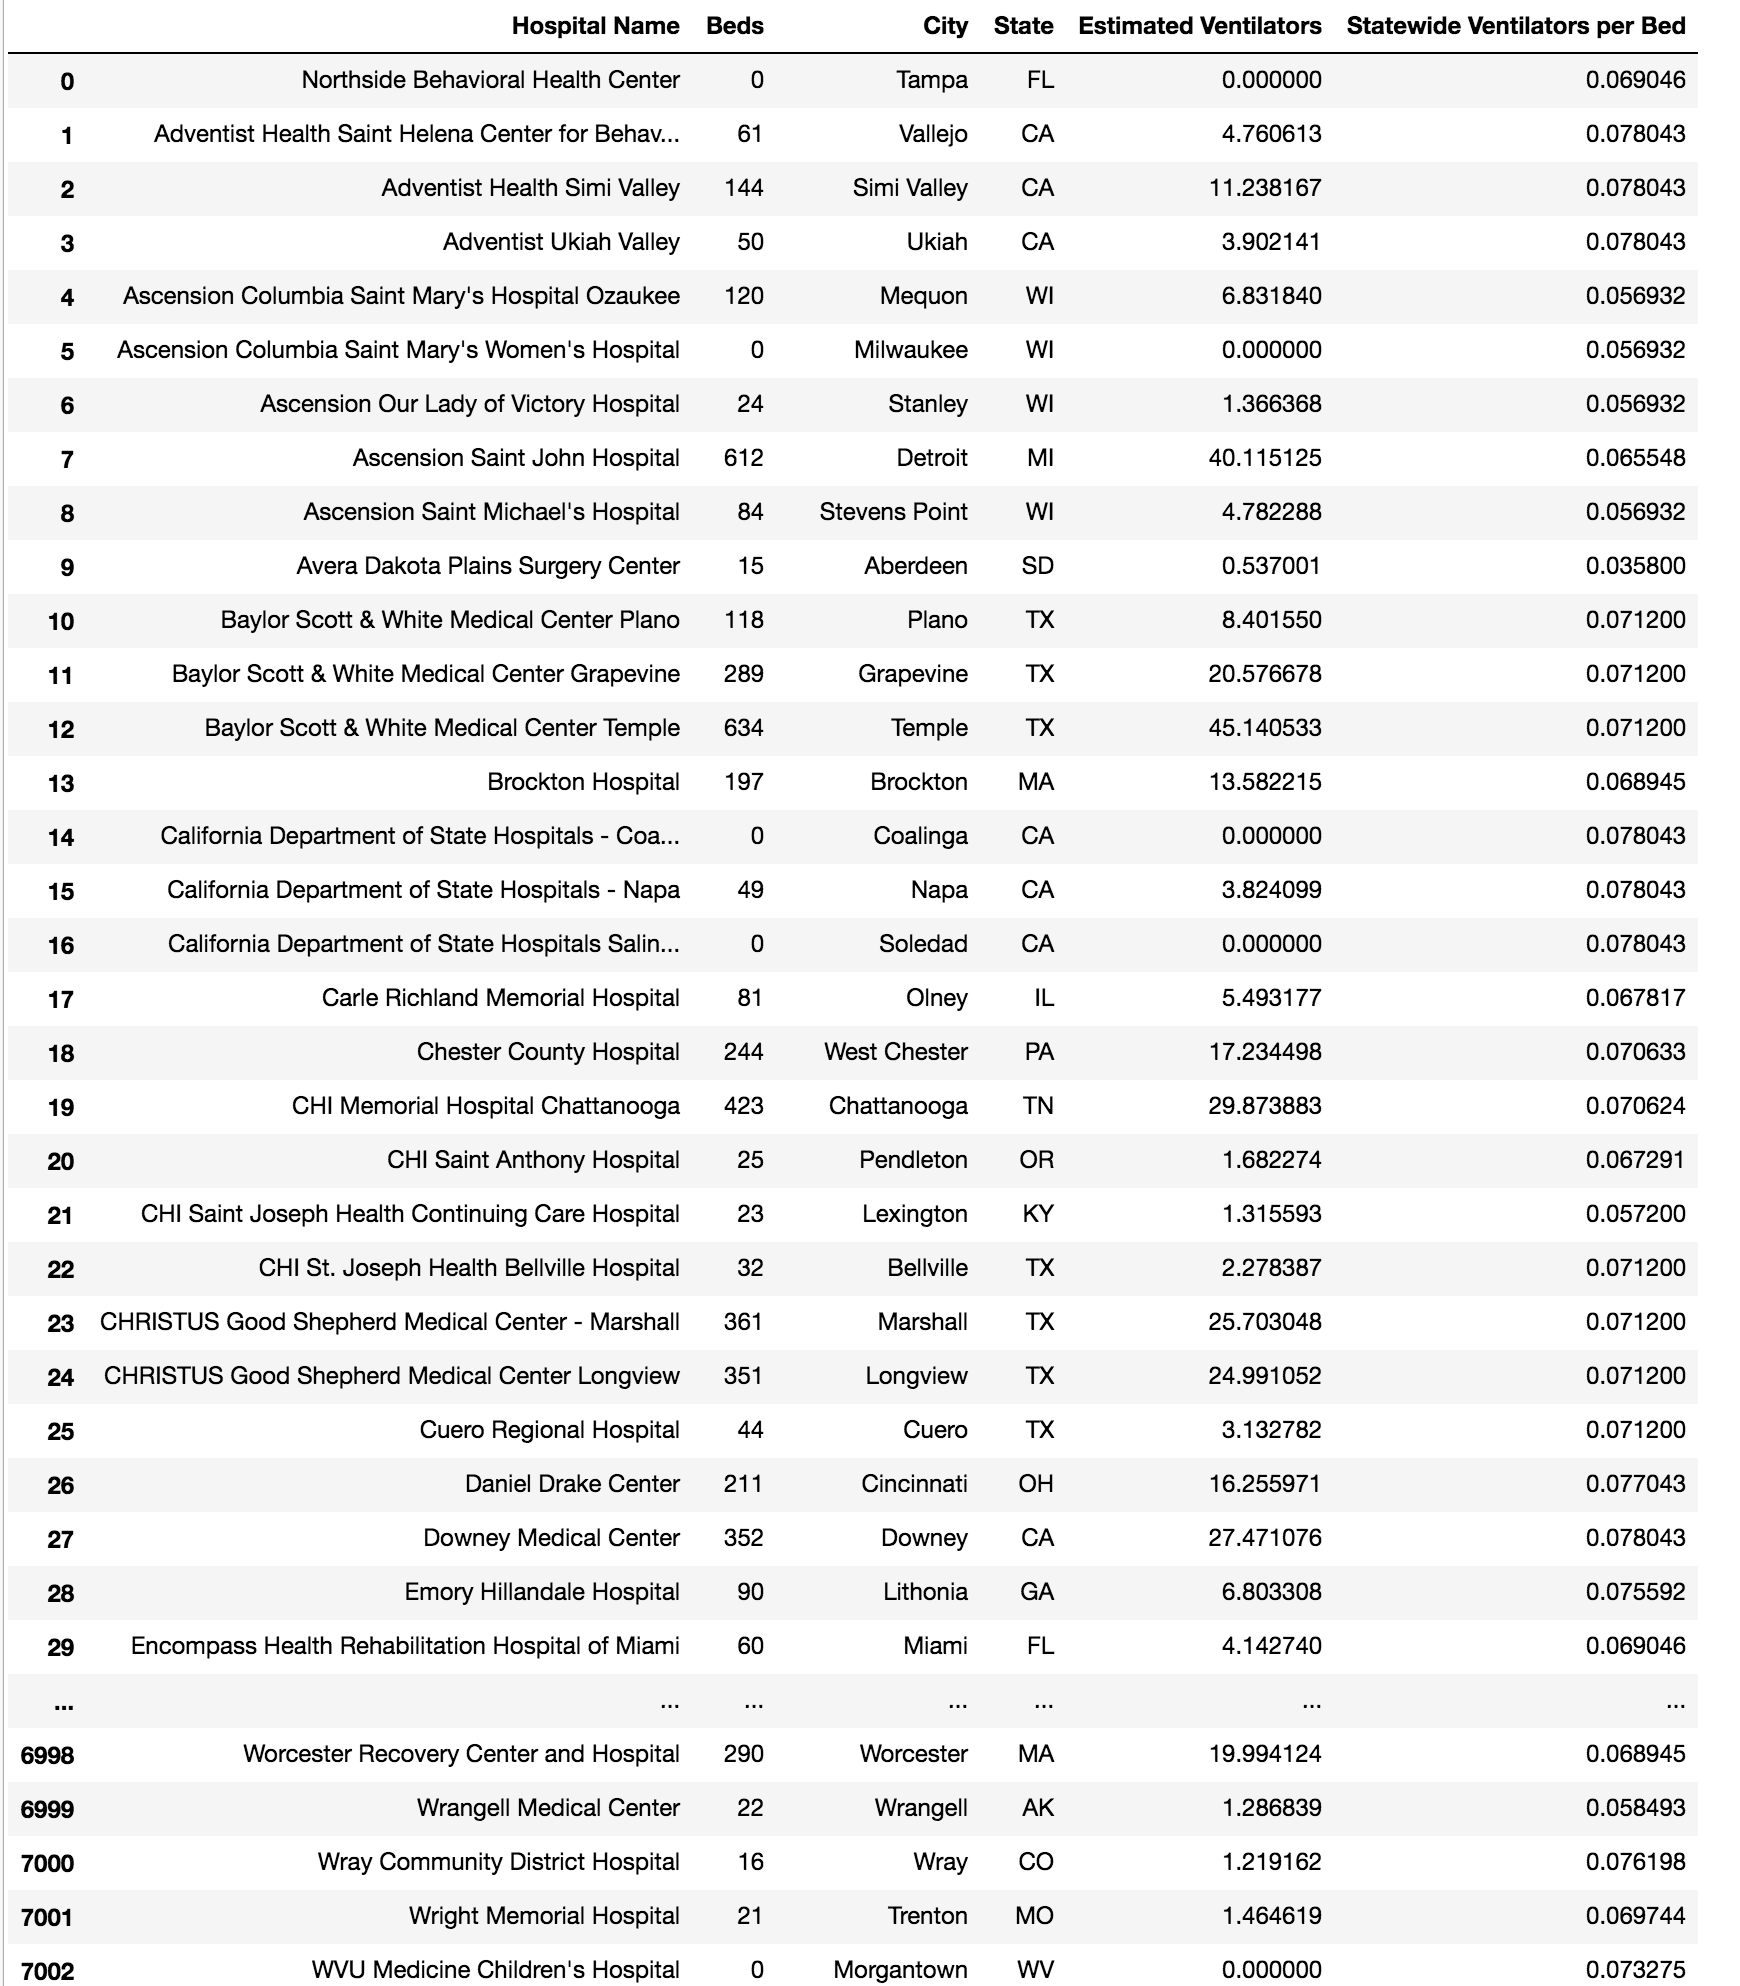 Hospital Name Beds City State Estimated Ventilators Statewide Ventilators per Bed
0 Northside Behavioral Health Center 0 Tampa FL 0.000000 0.069046
1 Adventist Health Saint Helena Center for Behav... 61 Vallejo CA 4.760613 0.078043
2 Adventist Health Simi Valley 144 Simi Valley CA 11.238167 0.078043
3 Adventist Ukiah Valley 50 Ukiah CA 3.902141 0.078043
4 Ascension Columbia Saint Mary's Hospital Ozaukee 120 Mequon WI 6.831840 0.056932
5 Ascension Columbia Saint Mary's Women's Hospital 0 Milwaukee WI 0.000000 0.056932
6 Ascension Our Lady of Victory Hospital 24 Stanley WI 1.366368 0.056932
7 Ascension Saint John Hospital 612 Detroit MI 40.115125 0.065548
8 Ascension Saint Michael's Hospital 84 Stevens Point WI 4.782288 0.056932
9 Avera Dakota Plains Surgery Center 15 Aberdeen SD 0.537001 0.035800
10 Baylor Scott & White Medical Center Plano 118 Plano TX 8.401550 0.071200
11 Baylor Scott & White Medical Center Grapevine 289 Grapevine TX 20.576678 0.071200
12 Baylor Scott & White Medical Center Temple 634 Temple TX 45.140533 0.071200
13 Brockton Hospital 197 Brockton MA 13.582215 0.068945
14 California Department of State Hospitals - Coa... 0 Coalinga CA 0.000000 0.078043
15 California Department of State Hospitals - Napa 49 Napa CA 3.824099 0.078043
16 California Department of State Hospitals Salin... 0 Soledad CA 0.000000 0.078043
17 Carle Richland Memorial Hospital 81 Olney IL 5.493177 0.067817
18 Chester County Hospital 244 West Chester PA 17.234498 0.070633
19 CHI Memorial Hospital Chattanooga 423 Chattanooga TN 29.873883 0.070624
20 CHI Saint Anthony Hospital 25 Pendleton OR 1.682274 0.067291
21 CHI Saint Joseph Health Continuing Care Hospital 23 Lexington KY 1.315593 0.057200
22 CHI St. Joseph Health Bellville Hospital 32 Bellville TX 2.278387 0.071200
23 CHRISTUS Good Shepherd Medical Center - Marshall 361 Marshall TX 25.703048 0.071200
24 CHRISTUS Good Shepherd Medical Center Longview 351 Longview TX 24.991052 0.071200
25 Cuero Regional Hospital 44 Cuero TX 3.132782 0.071200
26 Daniel Drake Center 211 Cincinnati OH 16.255971 0.077043
27 Downey Medical Center 352 Downey CA 27.471076 0.078043
28 Emory Hillandale Hospital 90 Lithonia GA 6.803308 0.075592
29 Encompass Health Rehabilitation Hospital of Miami 60 Miami FL 4.142740 0.069046
... ... ... ... ... ... ...
6998 Worcester Recovery Center and Hospital 290 Worcester MA 19.994124 0.068945
6999 Wrangell Medical Center 22 Wrangell AK 1.286839 0.058493
7000 Wray Community District Hospital 16 Wray CO 1.219162 0.076198
7001 Wright Memorial Hospital 21 Trenton MO 1.464619 0.069744
7002 WVU Medicine Children's Hospital 0 Morgantown WV 0.000000 0.073275